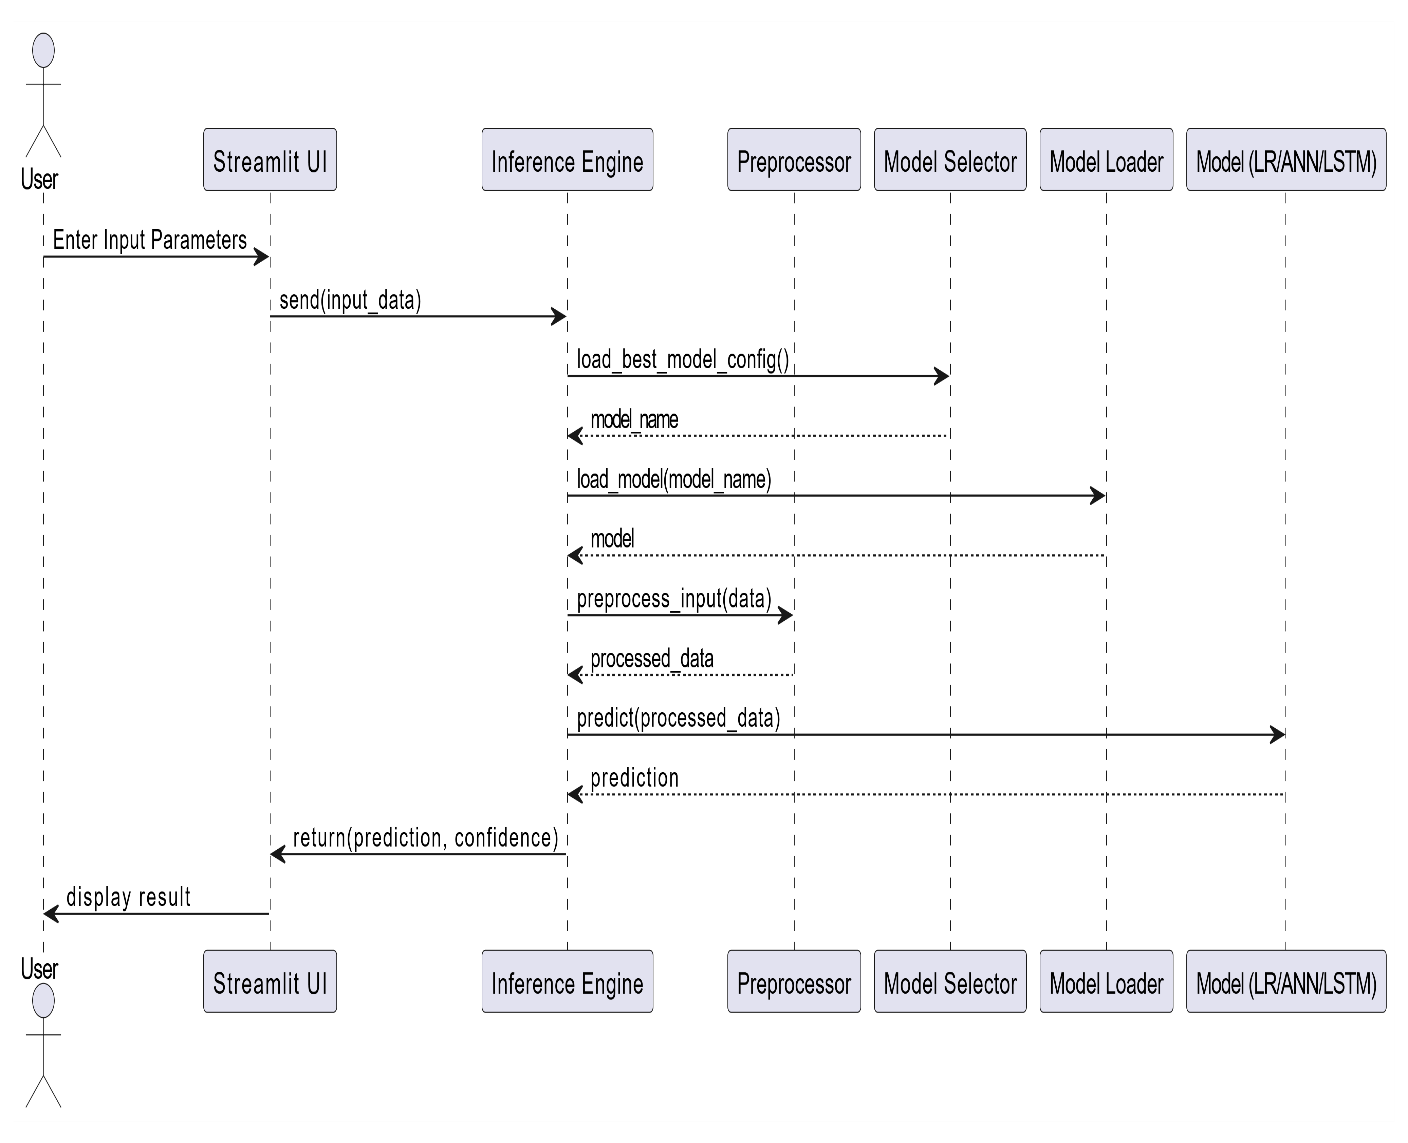 User
Streamlit UI
Inference Engine
Preprocessor
Model Selector
Model Loader
Model (LR/ANN/LSTM)
Enter Input Parameters
send(input_data)
load_best_model_config()
model_name
load_model(model_name)
model
preprocess_input(data)
processed_data
predict(processed_data)
prediction
return(prediction, confidence)
display result
User
Streamlit UI
Inference Engine
Preprocessor
Model Selector
Model Loader
Model (LR/ANN/LSTM)